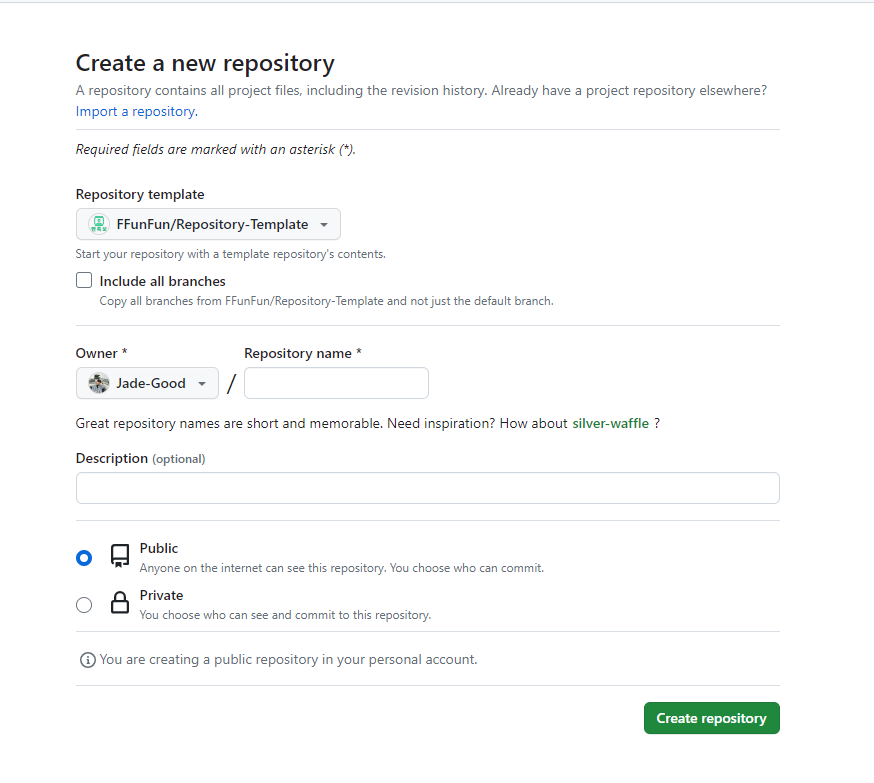 Create a new repository
A repository contains all project files, including the revision history. Already have a project repository elsewhere?
Import a repository.
Required fields are marked with an asterisk (*).
Repository template
FFunFun/Repository-Template
Start your repository with a template repository's contents.
Include all branches
Copy all branches from FFunFun/Repository-Template and not just the default branch.
Owner * Repository name *
Jade-Good /
Great repository names are short and memorable. Need inspiration? How about silver-waffle ?
Description (optional)
Public
Anyone on the internet can see this repository. You choose who can commit.
Private
You choose who can see and commit to this repository.
You are creating a public repository in your personal account.
Create repository